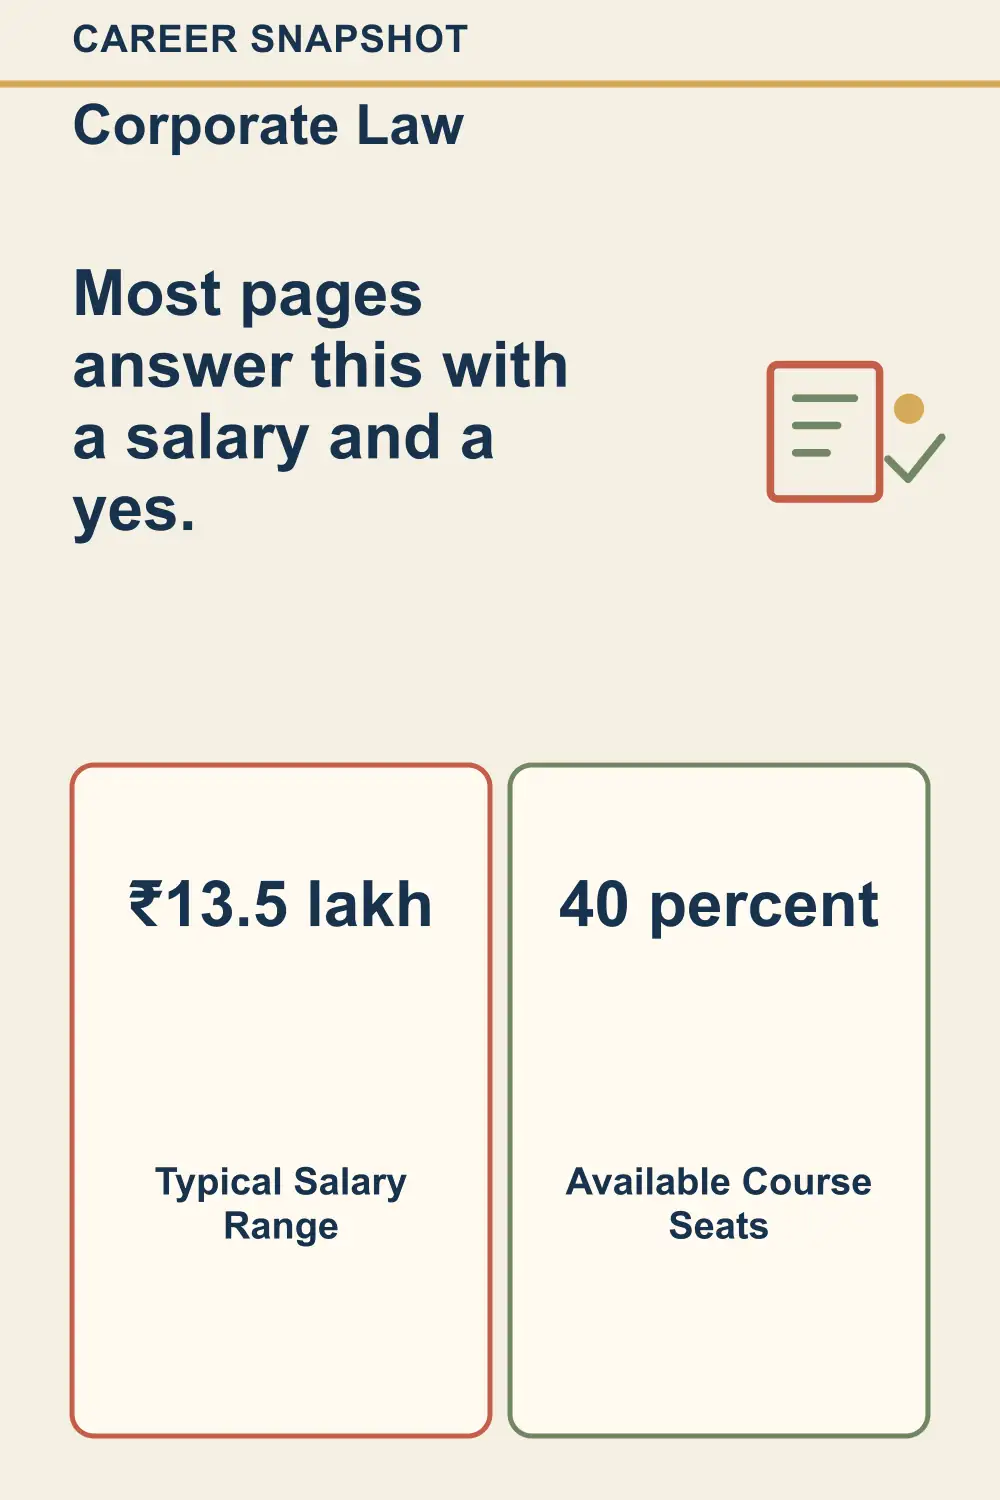 CAREER SNAPSHOT
Corporate Law
Most pages
answer this with
a salary and a
yes.
₹13.5 lakh
40 percent
Typical Salary
Range
Available Course
Seats